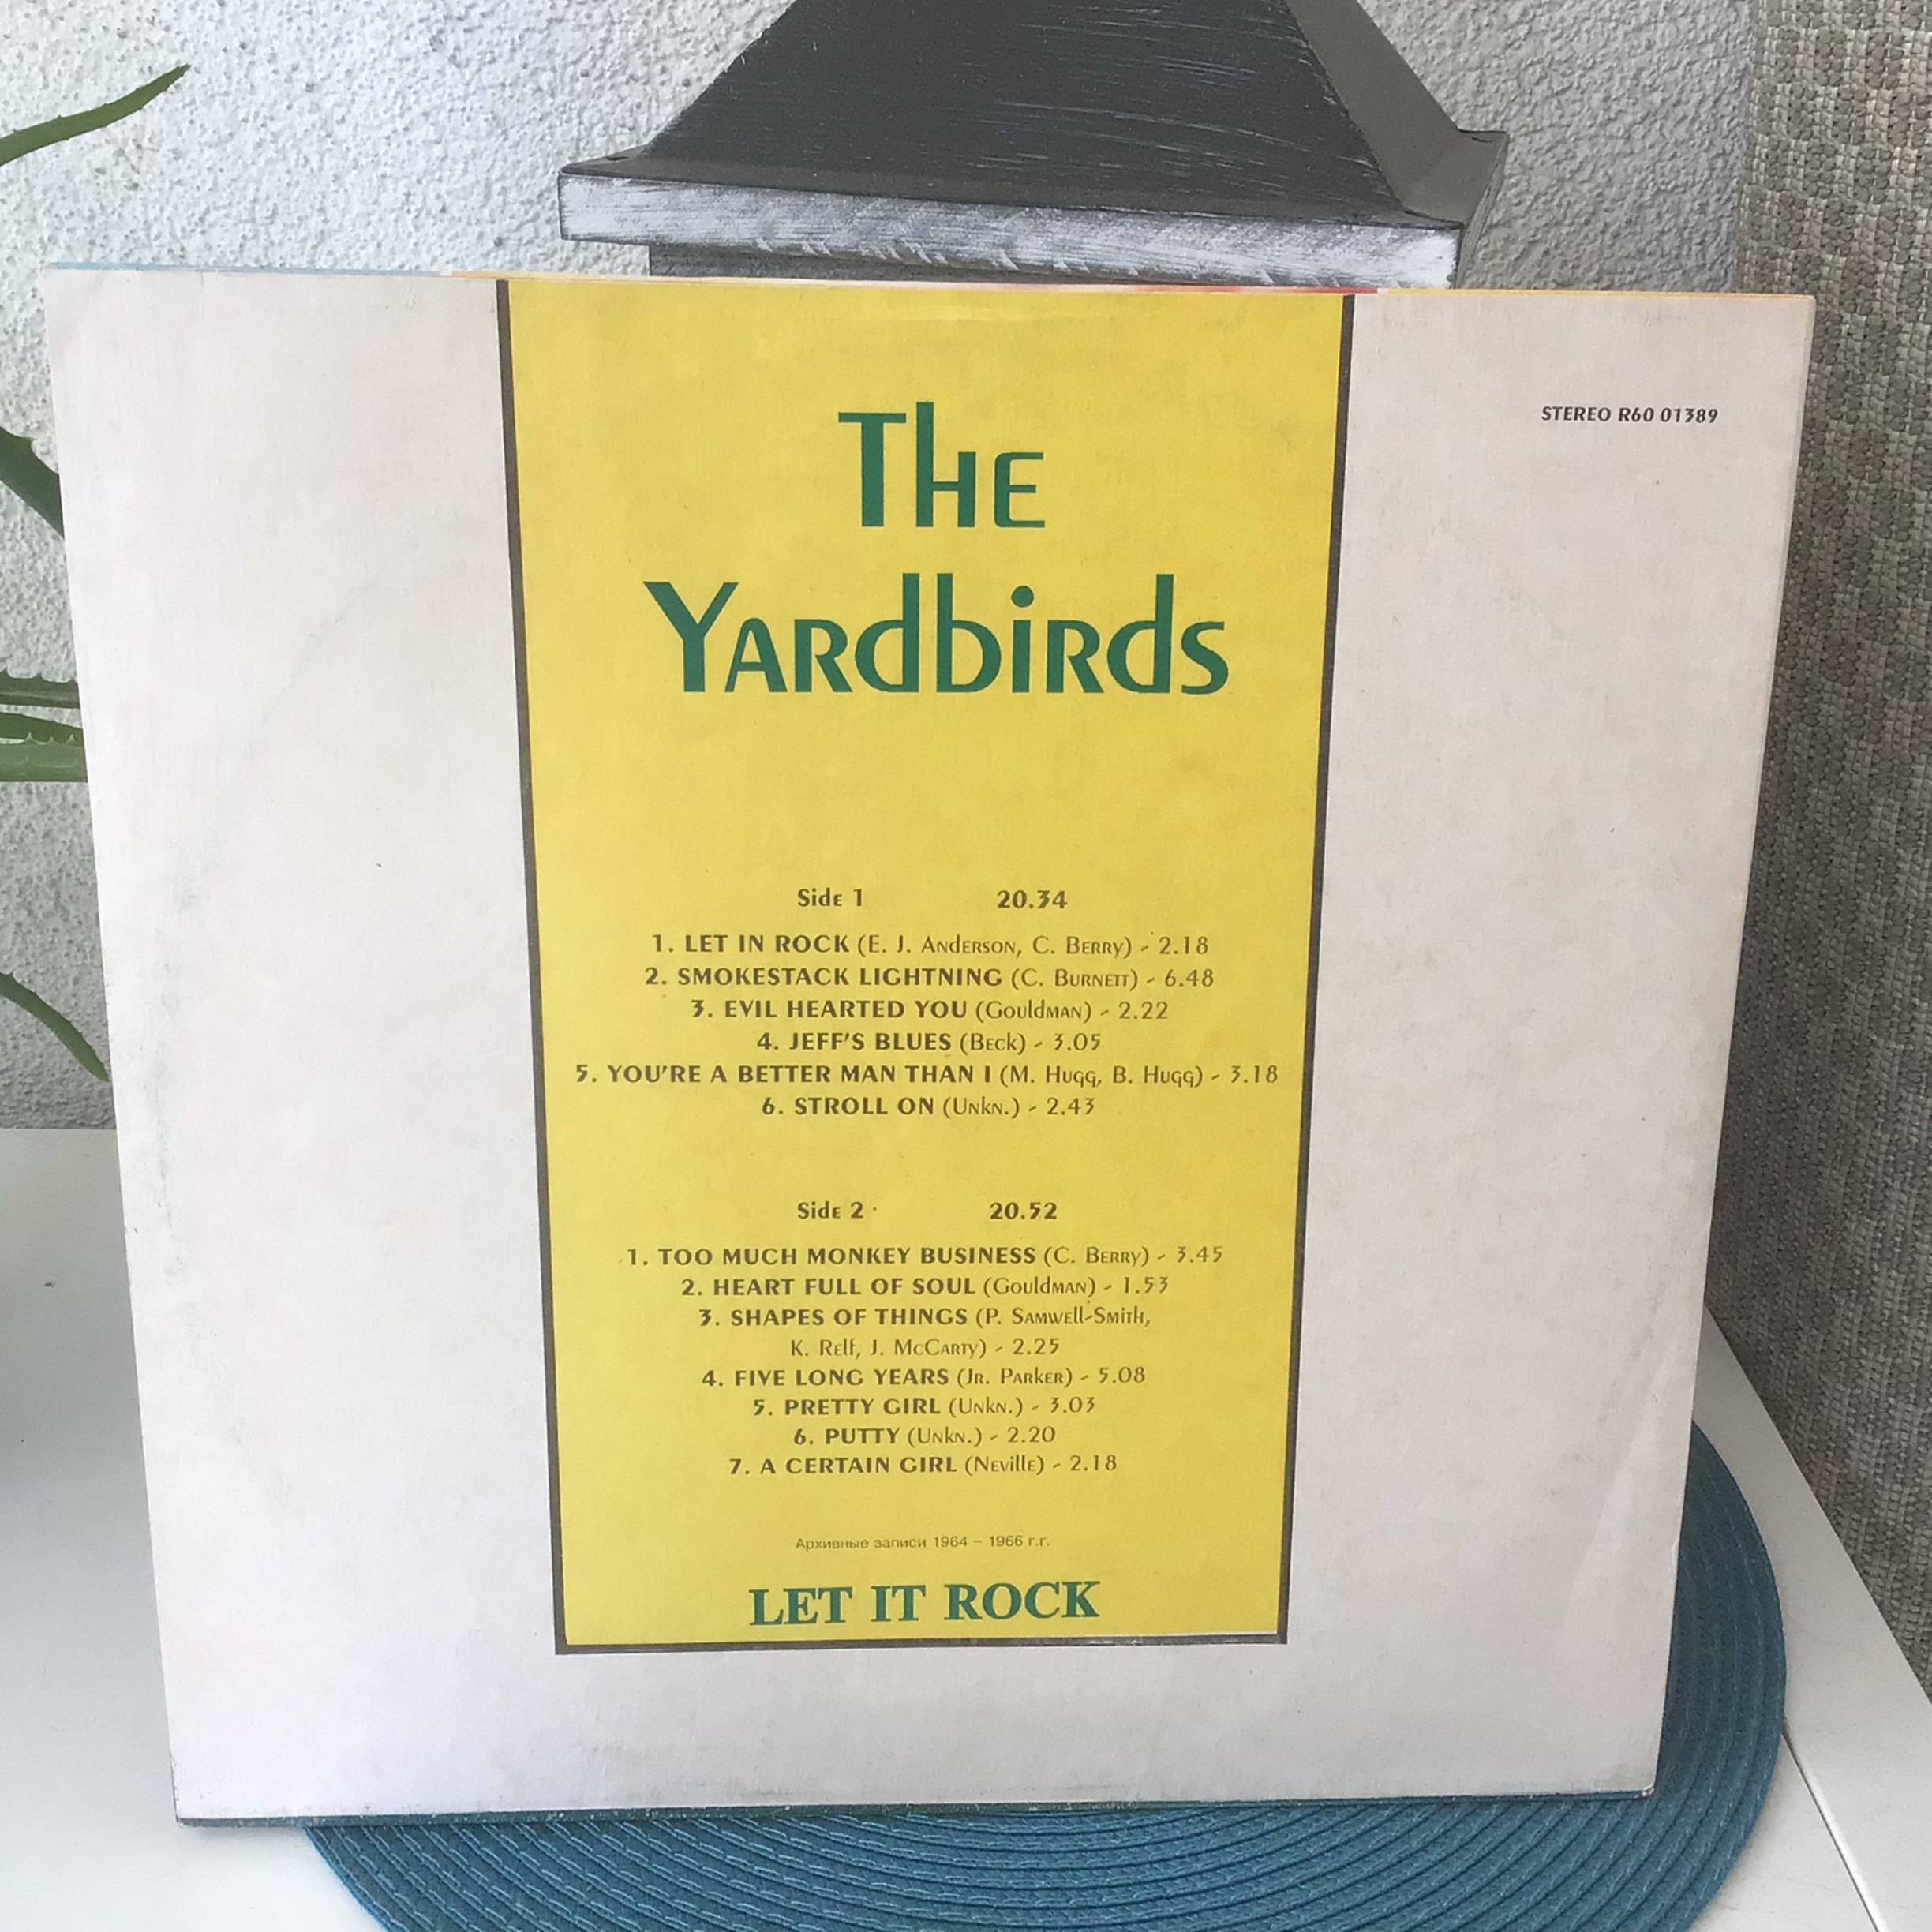 STEREO R60 01389
The
Yardbirds
Side 1 20.34
1. LET IN ROCK (E. J. Anderson, C. Berry) - 2.18
2. SMOKESTACK LIGHTNING (C. Burnett) - 6.48
3. EVIL HEARTED YOU (Gouldman) - 2.22
4. JEFF'S BLUES (Beck) - 3.05
5. YOU'RE A BETTER MAN THAN I (M. Hugg, B. Hugg) - 3.18
6. STROLL ON (Unkn.) - 2.43
Side 2 20.52
1. TOO MUCH MONKEY BUSINESS (C. Berry) - 3.45
2. HEART FULL OF SOUL (Gouldman) - 1.53
3. SHAPES OF THINGS (P. Samwell-Smith,
K. Relf, J. McCarty) - 2.25
4. FIVE LONG YEARS (Jr. Parker) - 5.08
5. PRETTY GIRL (Unkn.) - 3.03
6. PUTTY (Unkn.) - 2.20
7. A CERTAIN GIRL (Neville) - 2.18
Архивные записи 1964 – 1966 г.г.
LET IT ROCK